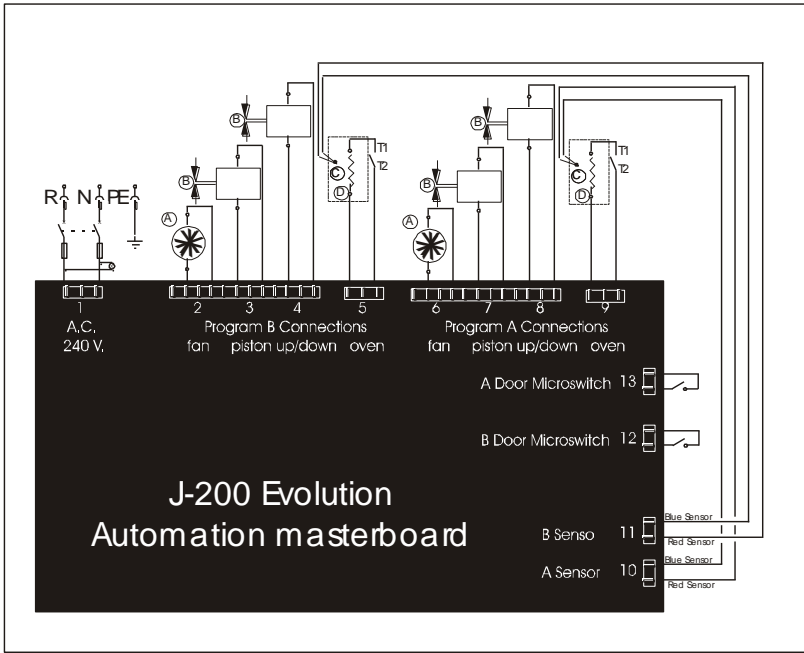 B
B
T1
T2
C
D
B
B
T1
T2
C
D
R N PE
A
A
1
2 3 4 5
6 7 8 9
A.C.
240 V.
Program B Connections
fan piston up/down oven
Program A Connections
fan piston up/down oven
A Door Microswitch 13
B Door Microswitch 12
J-200 Evolution
Automation masterboard
Blue Sensor
B Senso 11
Red Sensor
Blue Sensor
A Sensor 10
Red Sensor